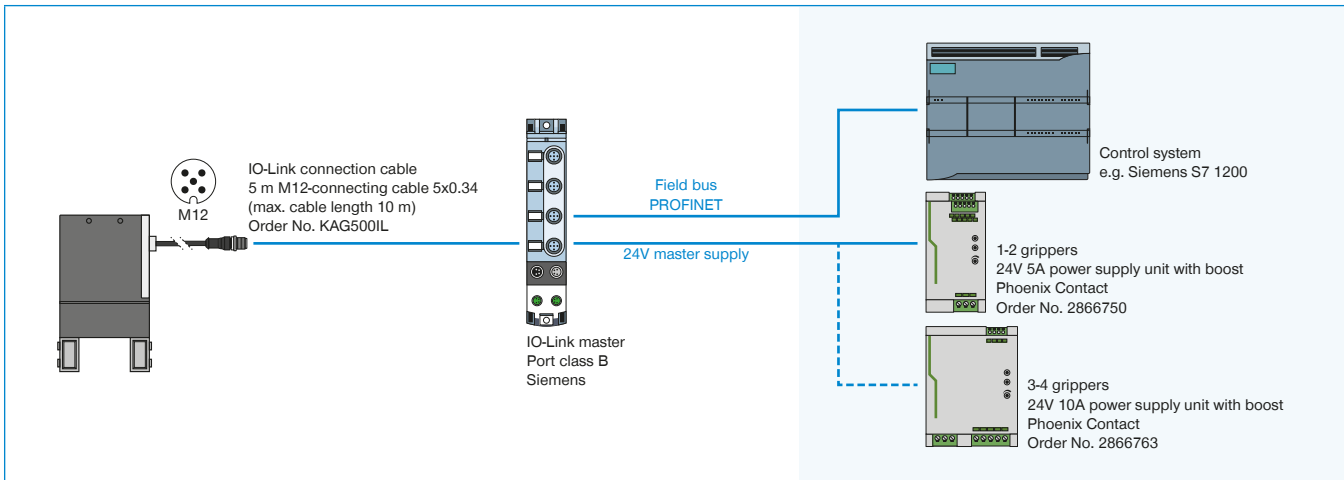 M12
IO-Link connection cable
5 m M12-connecting cable 5x0.34
(max. cable length 10 m)
Order No. KAG500IL
IO-Link master
Port class B
Siemens
Field bus
PROFINET
24V master supply
Control system
e.g. Siemens S7 1200
1-2 grippers
24V 5A power supply unit with boost
Phoenix Contact
Order No. 2866750
3-4 grippers
24V 10A power supply unit with boost
Phoenix Contact
Order No. 2866763